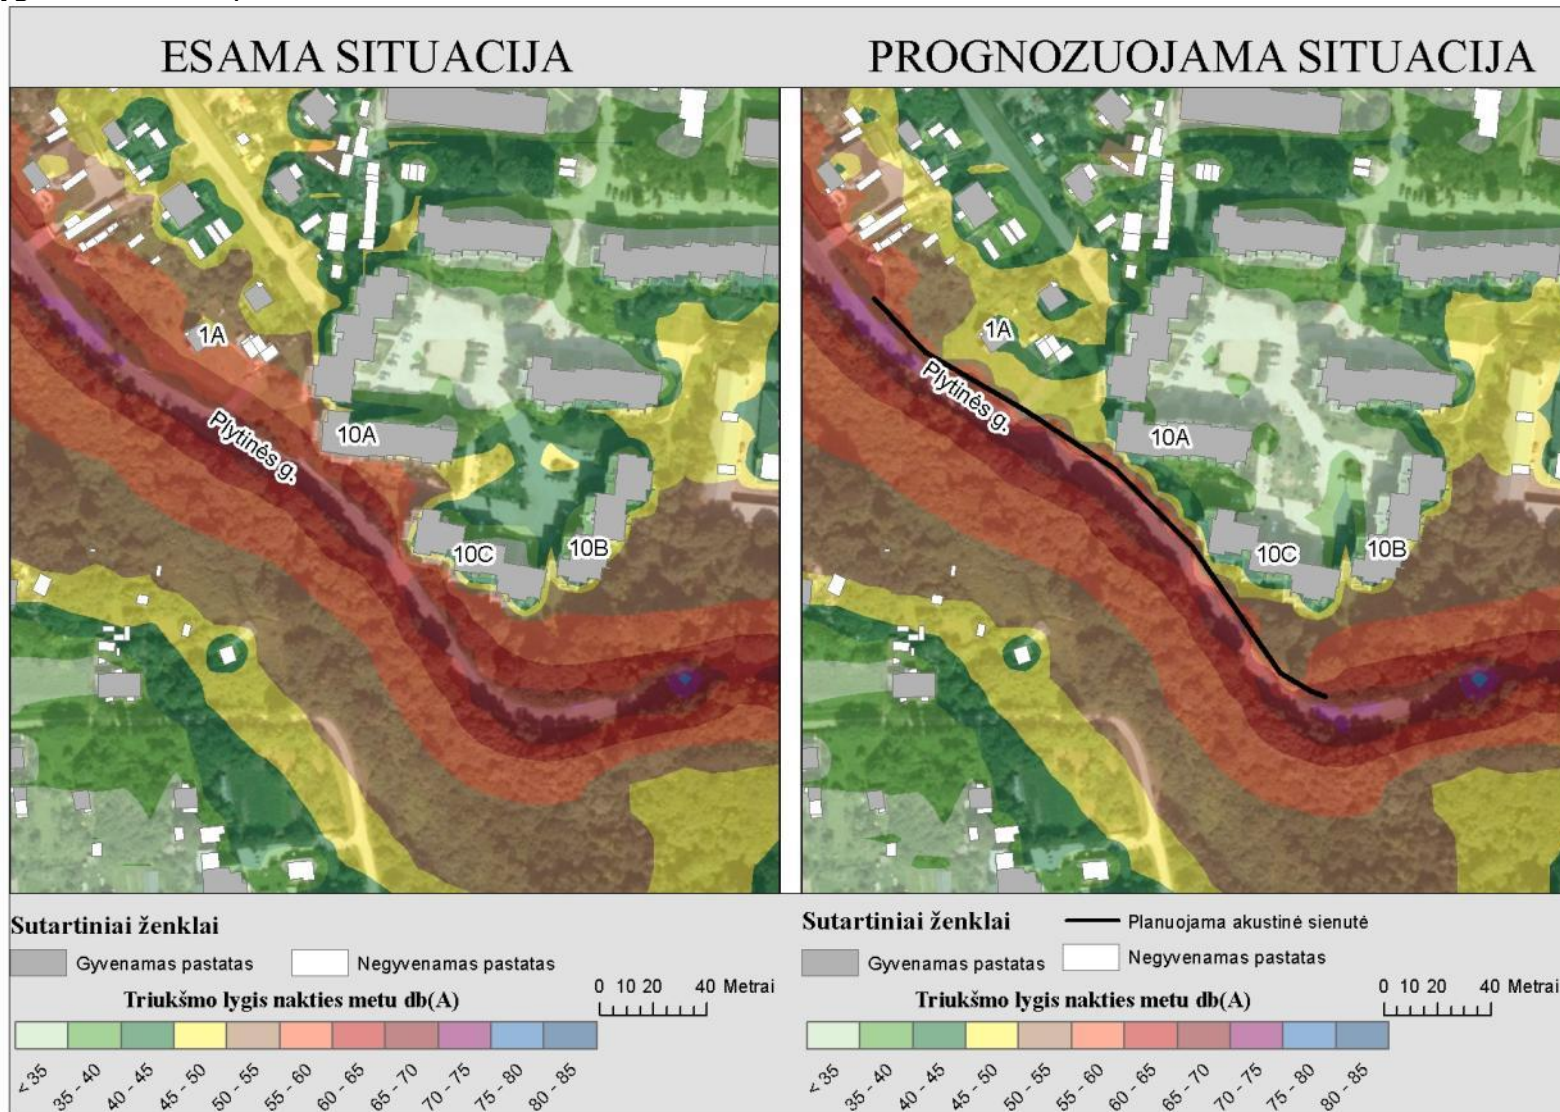 ESAMA SITUACIJA
PROGNOZUOJAMA SITUACIJA
1A
Plytinės g.
10A
10C
10B
1A
Plytinės g.
10A
10C
10B
Sutartiniai ženklai
Gyvenamas pastatas
Negyvenamas pastatas
0 10 20 40 Metrai
Triukšmo lygis nakties metu db(A)
< 35
35 - 40
40 - 45
45 - 50
50 - 55
55 - 60
60 - 65
65 - 70
70 - 75
75 - 80
80 - 85
Sutartiniai ženklai
Planuojama akustinė sienutė
Gyvenamas pastatas
Negyvenamas pastatas
0 10 20 40 Metrai
Triukšmo lygis nakties metu db(A)
< 35
35 - 40
40 - 45
45 - 50
50 - 55
55 - 60
60 - 65
65 - 70
70 - 75
75 - 80
80 - 85